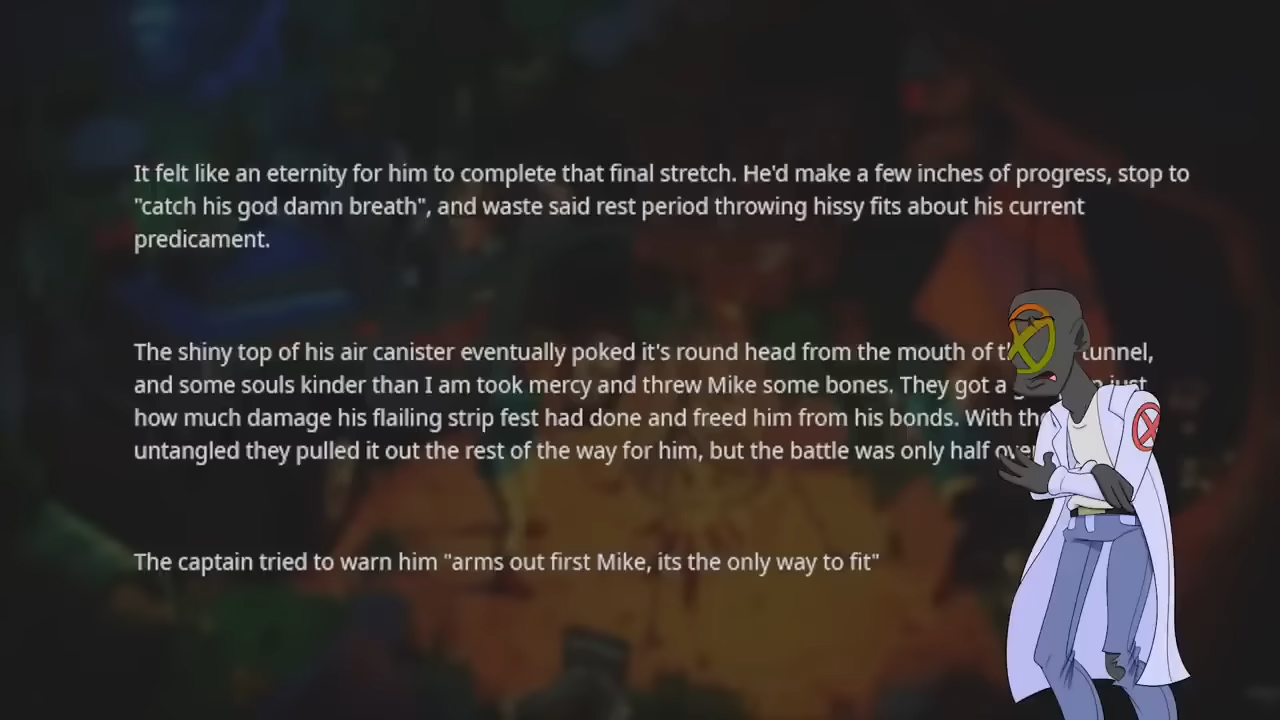 It felt like an eternity for him to complete that final stretch. He'd make a few inches of progress, stop to
"catch his god damn breath", and waste said rest period throwing hissy fits about his current
predicament.
The shiny top of his air canister eventually poked it's round head from the mouth of tunnel,
and some souls kinder than I am took mercy and threw Mike some bones. They got a just
how much damage his flailing strip fest had done and freed him from his bonds. With
untangled they pulled it out the rest of the way for him, but the battle was only half over
The captain tried to warn him "arms out first Mike, its the only way to fit"